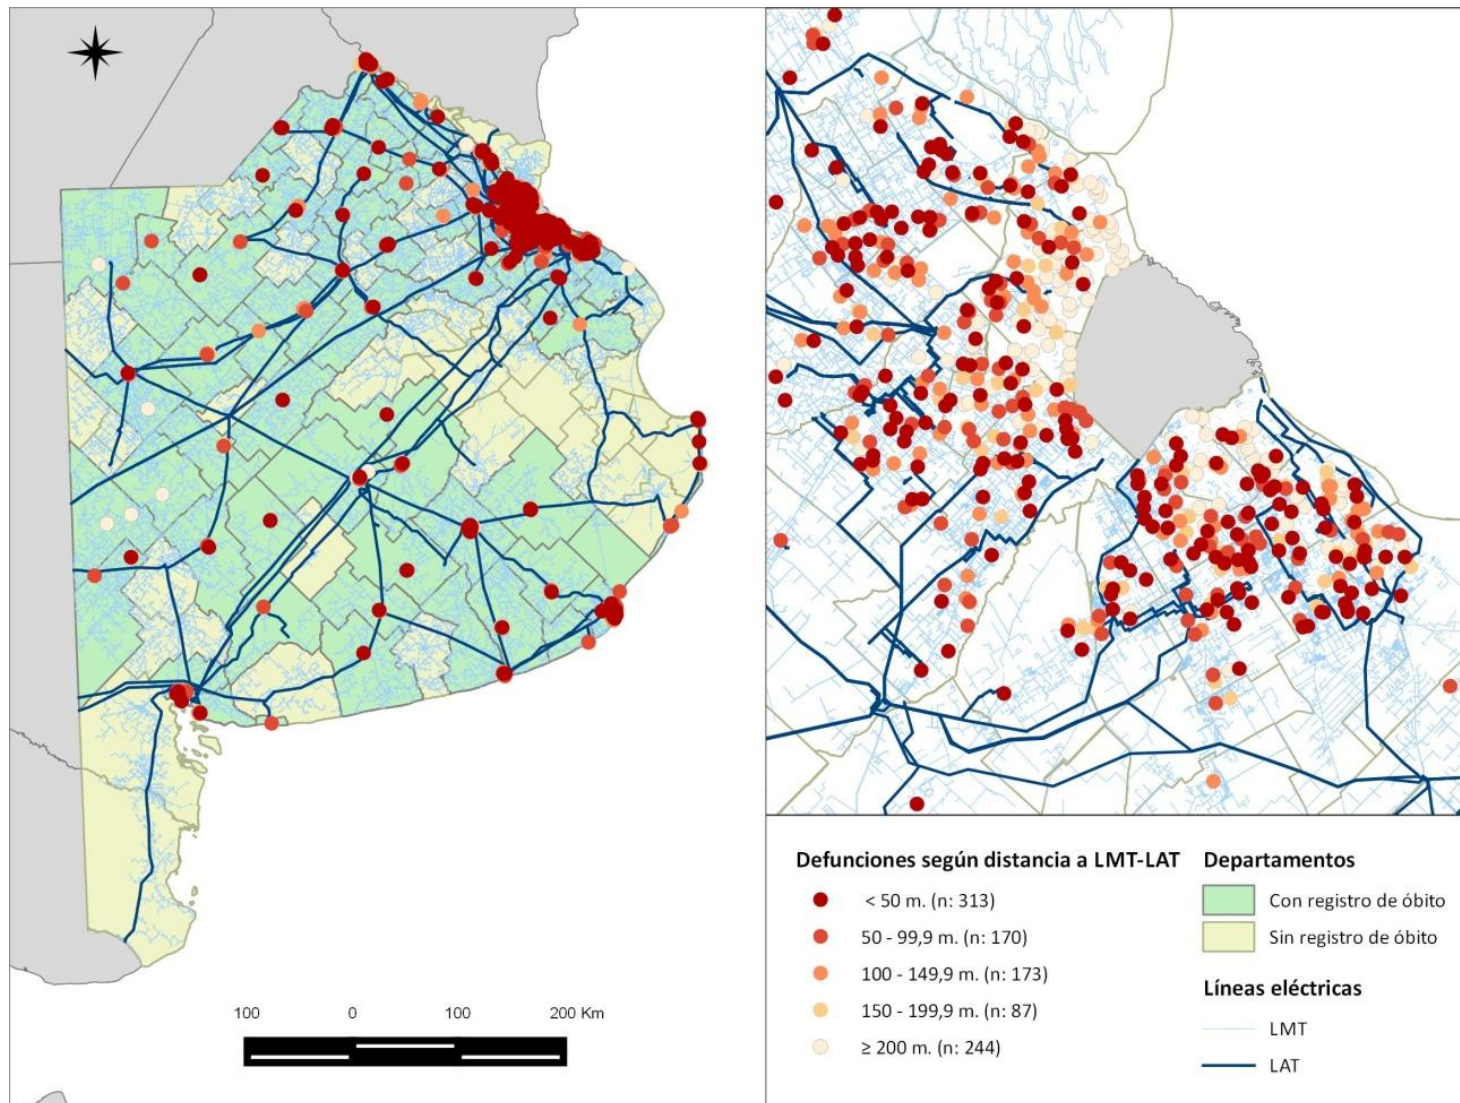 100 0 100 200 Km
Defunciones según distancia a LMT-LAT
< 50 m. (n: 313)
50 - 99,9 m. (n: 170)
100 - 149,9 m. (n: 173)
150 - 199,9 m. (n: 87)
≥ 200 m. (n: 244)
Departamentos
Con registro de óbito
Sin registro de óbito
Líneas eléctricas
LMT
LAT